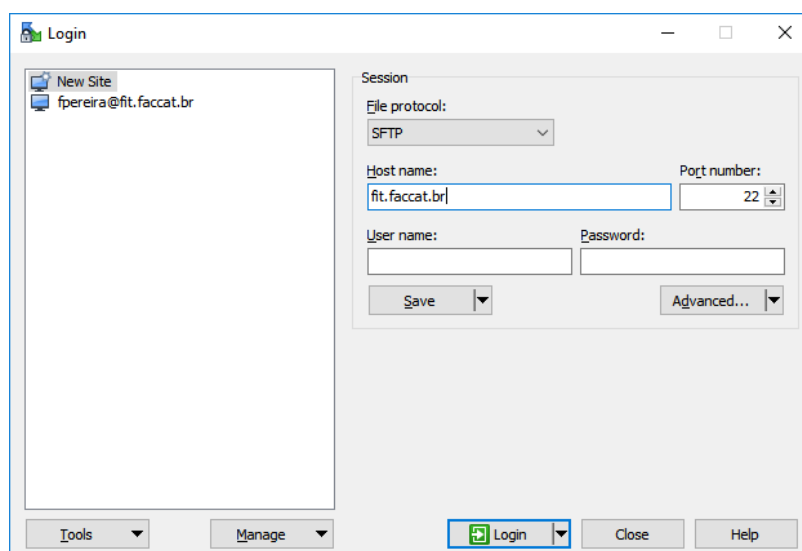 Login
New Site
fpereira@fit.faccat.br
Session
File protocol:
SFTP
Host name: Port number:
fit.faccat.br 22
User name: Password:
Save Advanced...
Tools Manage Login Close Help